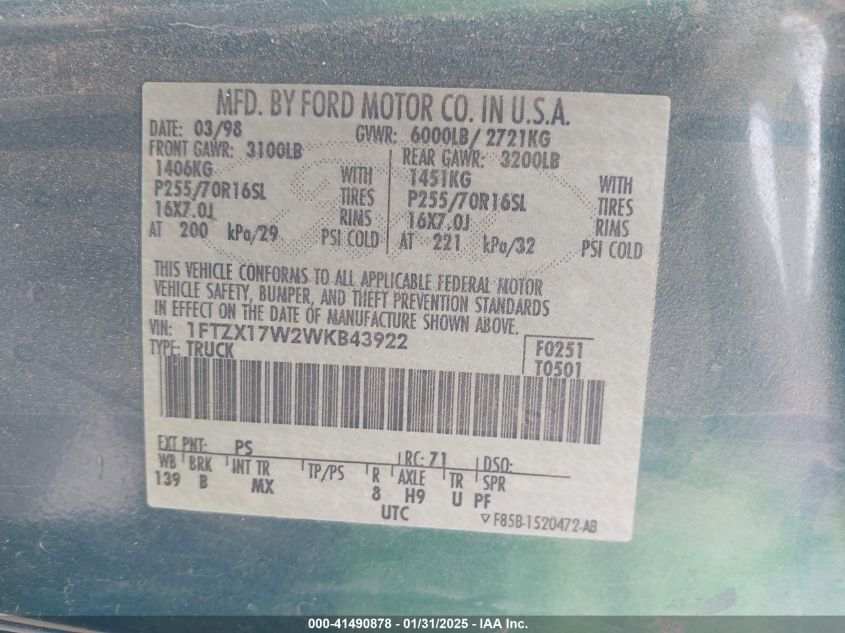 MFD. BY FORD MOTOR CO. IN U.S.A.
DATE: 03/98 GVWR: 6000LB/ 2721KG
FRONT GAWR: 3100LB REAR GAWR: 3200LB
1406KG WITH 1451KG WITH
P255/70R16SL TIRES P255/70R16SL TIRES
16X7.0J RIMS 16X7.0J RIMS
AT 200 kPa/29 PSI COLD AT 221 kPa/32 PSI COLD
THIS VEHICLE CONFORMS TO ALL APPLICABLE FEDERAL MOTOR
VEHICLE SAFETY, BUMPER, AND THEFT PREVENTION STANDARDS
IN EFFECT ON THE DATE OF MANUFACTURE SHOWN ABOVE.
VIN: 1FTZX17W2WKB43922 F0251
TYPE: TRUCK T0501
EXT PNT: PS RC: 71 DSO:
WB BRK INT TR TP/PS R AXLE TR SPR
139 B MX 8 H9 U PF
UTC ▽ F85B-1520472-AB
000-41490878 - 01/31/2025 - IAA Inc.